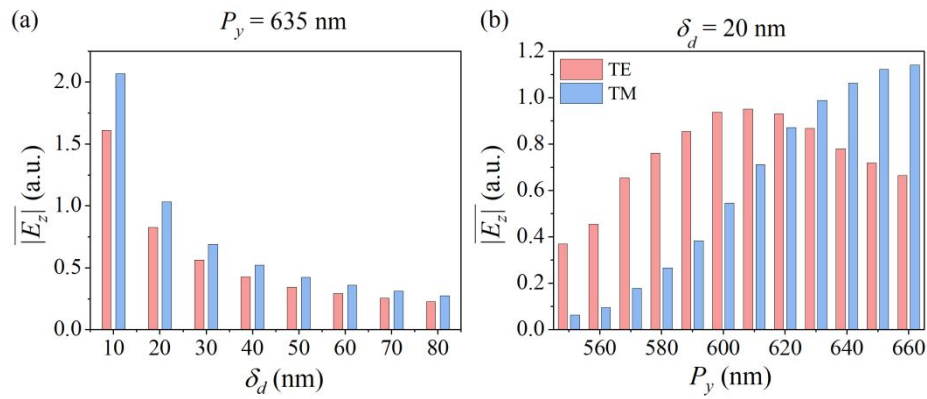 (a)
P_y = 635 nm
|E_z| (a.u.)
2.0
1.5
1.0
0.5
0.0
10 20 30 40 50 60 70 80
δ_d (nm)
(b)
δ_d = 20 nm
TE
TM
|E_z| (a.u.)
1.2
1.0
0.8
0.6
0.4
0.2
0.0
560 580 600 620 640 660
P_y (nm)